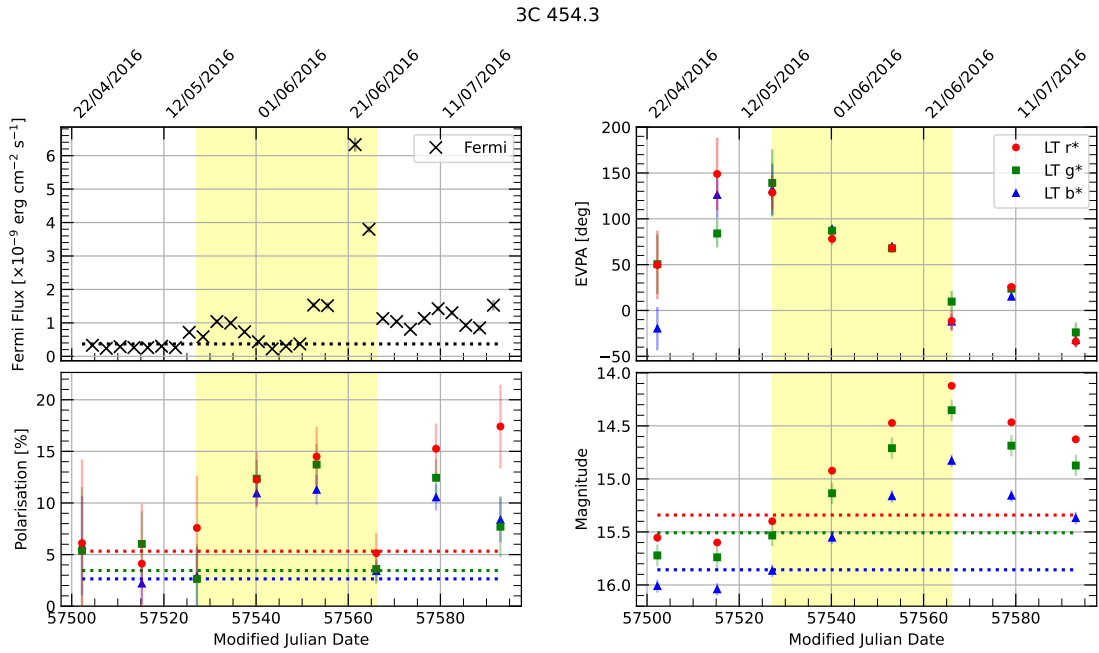 3C 454.3
22/04/2016 12/05/2016 01/06/2016 21/06/2016 11/07/2016
22/04/2016 12/05/2016 01/06/2016 21/06/2016 11/07/2016
Fermi Flux [×10⁻⁹ erg cm⁻² s⁻¹]
6
5
4
3
2
1
0
Fermi
EVPA [deg]
200
150
100
50
0
−50
LT r*
LT g*
LT b*
Polarisation [%]
20
15
10
5
0
57500 57520 57540 57560 57580
Modified Julian Date
Magnitude
14.0
14.5
15.0
15.5
16.0
57500 57520 57540 57560 57580
Modified Julian Date